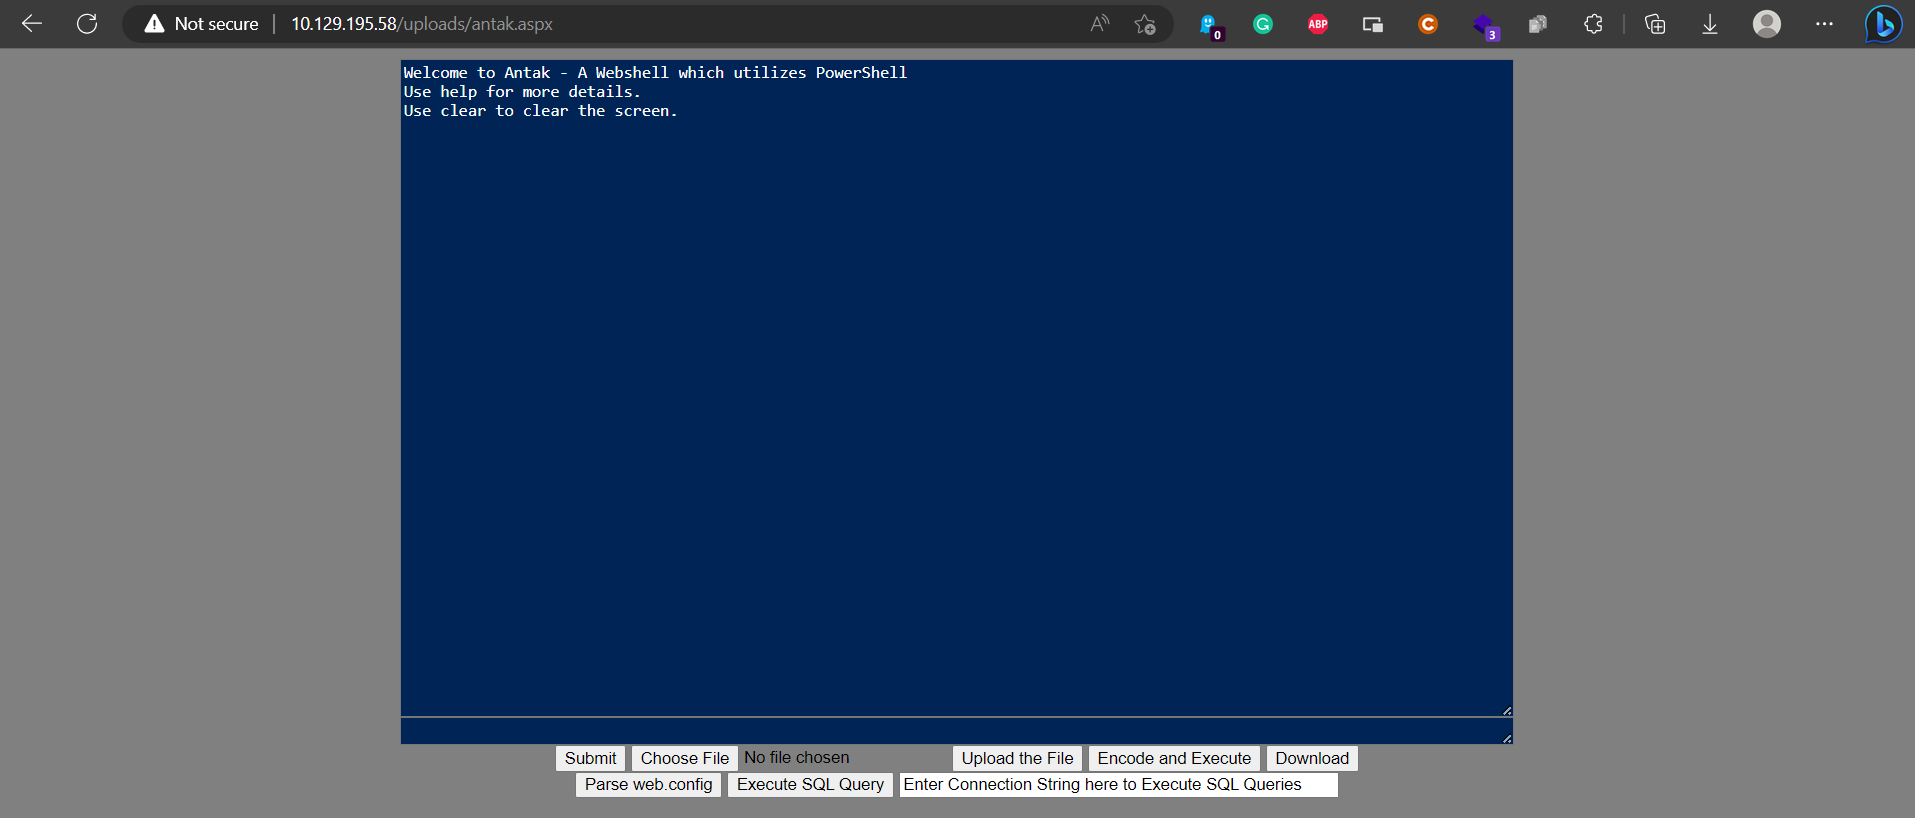 Not secure 10.129.195.58/uploads/antak.aspx A 0 G ABP C 3 b
Welcome to Antak - A Webshell which utilizes PowerShell
Use help for more details.
Use clear to clear the screen.
Submit Choose File No file chosen Upload the File Encode and Execute Download
Parse web.config Execute SQL Query Enter Connection String here to Execute SQL Queries